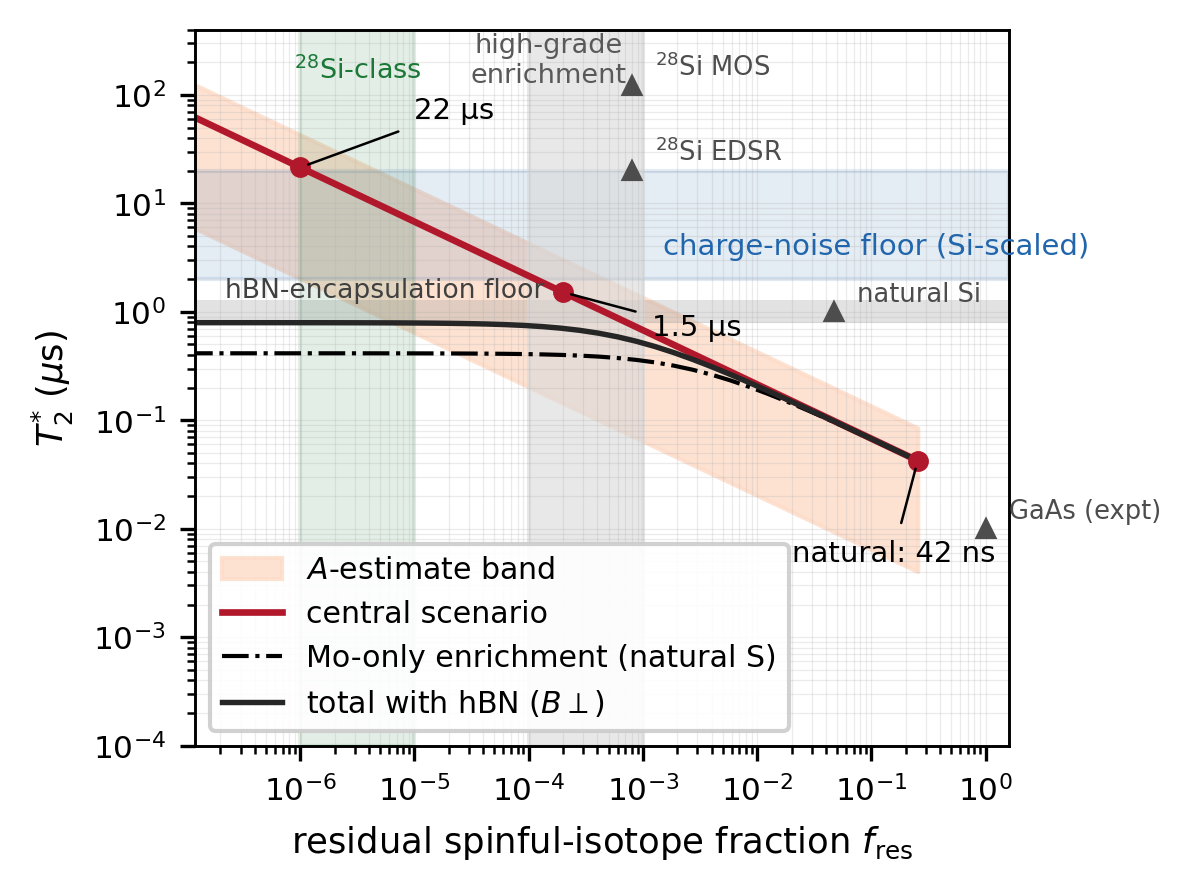 high-grade
enrichment
²⁸Si-class
²⁸Si MOS
22 µs
²⁸Si EDSR
charge-noise floor (Si-scaled)
hBN-encapsulation floor
natural Si
1.5 µs
GaAs (expt)
natural: 42 ns
A-estimate band
central scenario
Mo-only enrichment (natural S)
total with hBN (B ⊥)
10²
10¹
10⁰
10⁻¹
10⁻²
10⁻³
10⁻⁴
T₂* (µs)
10⁻⁶ 10⁻⁵ 10⁻⁴ 10⁻³ 10⁻² 10⁻¹ 10⁰
residual spinful-isotope fraction f_res